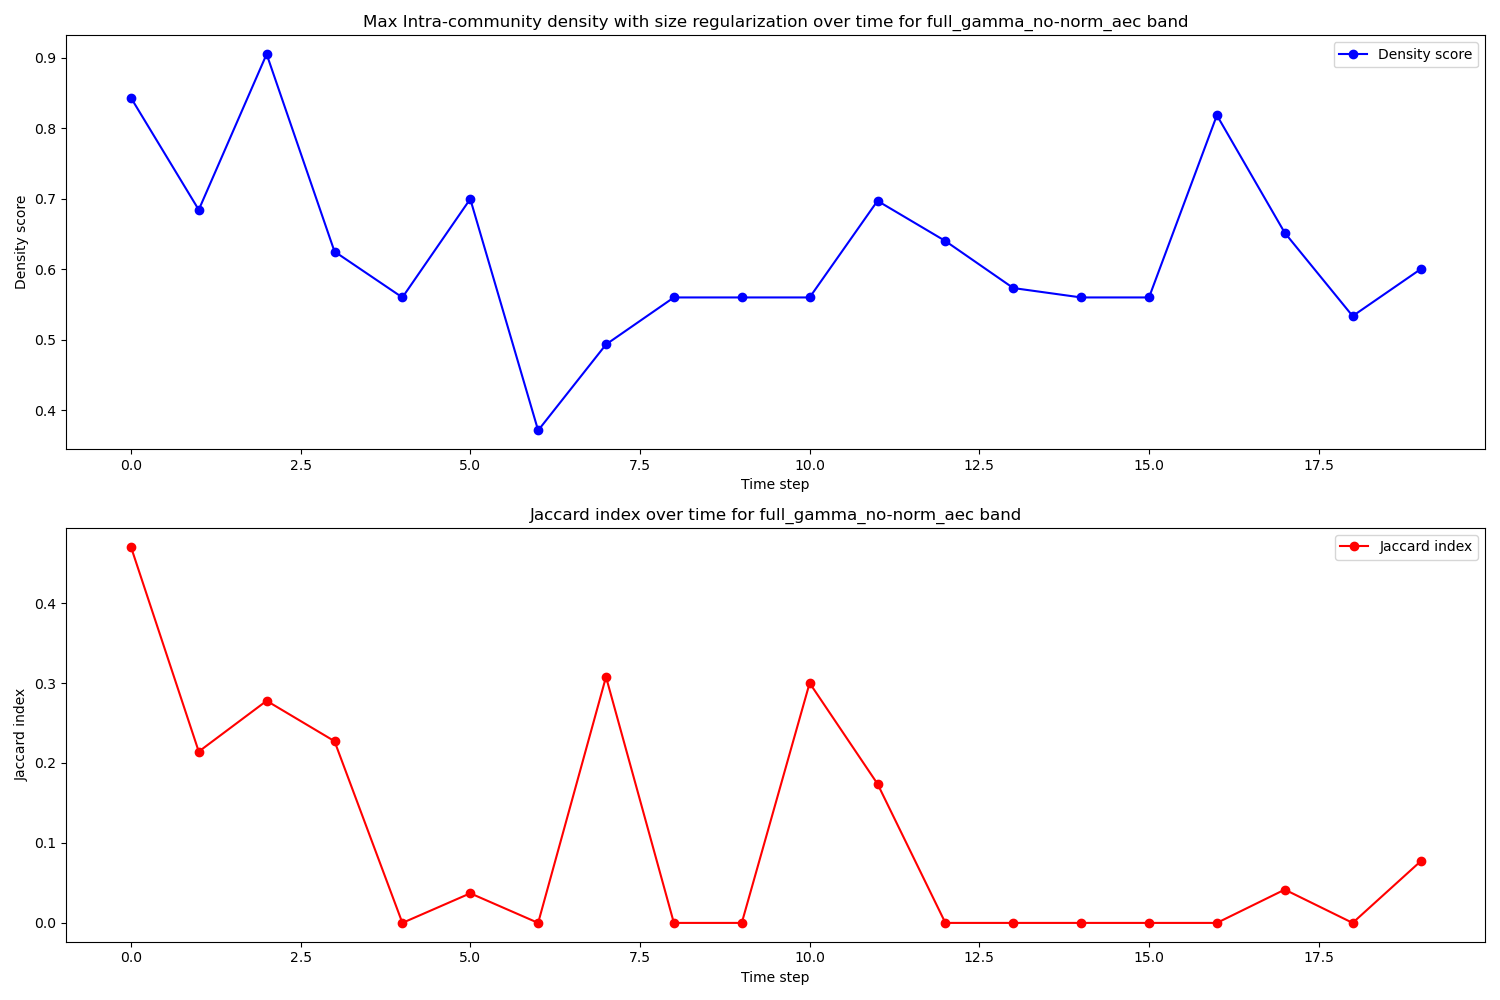 Max Intra-community density with size regularization over time for full_gamma_no-norm_aec band
Density score
0.9
0.8
0.7
0.6
0.5
0.4
Density score
0.0 2.5 5.0 7.5 10.0 12.5 15.0 17.5
Time step
Jaccard index over time for full_gamma_no-norm_aec band
Jaccard index
0.4
0.3
0.2
0.1
0.0
Jaccard index
0.0 2.5 5.0 7.5 10.0 12.5 15.0 17.5
Time step